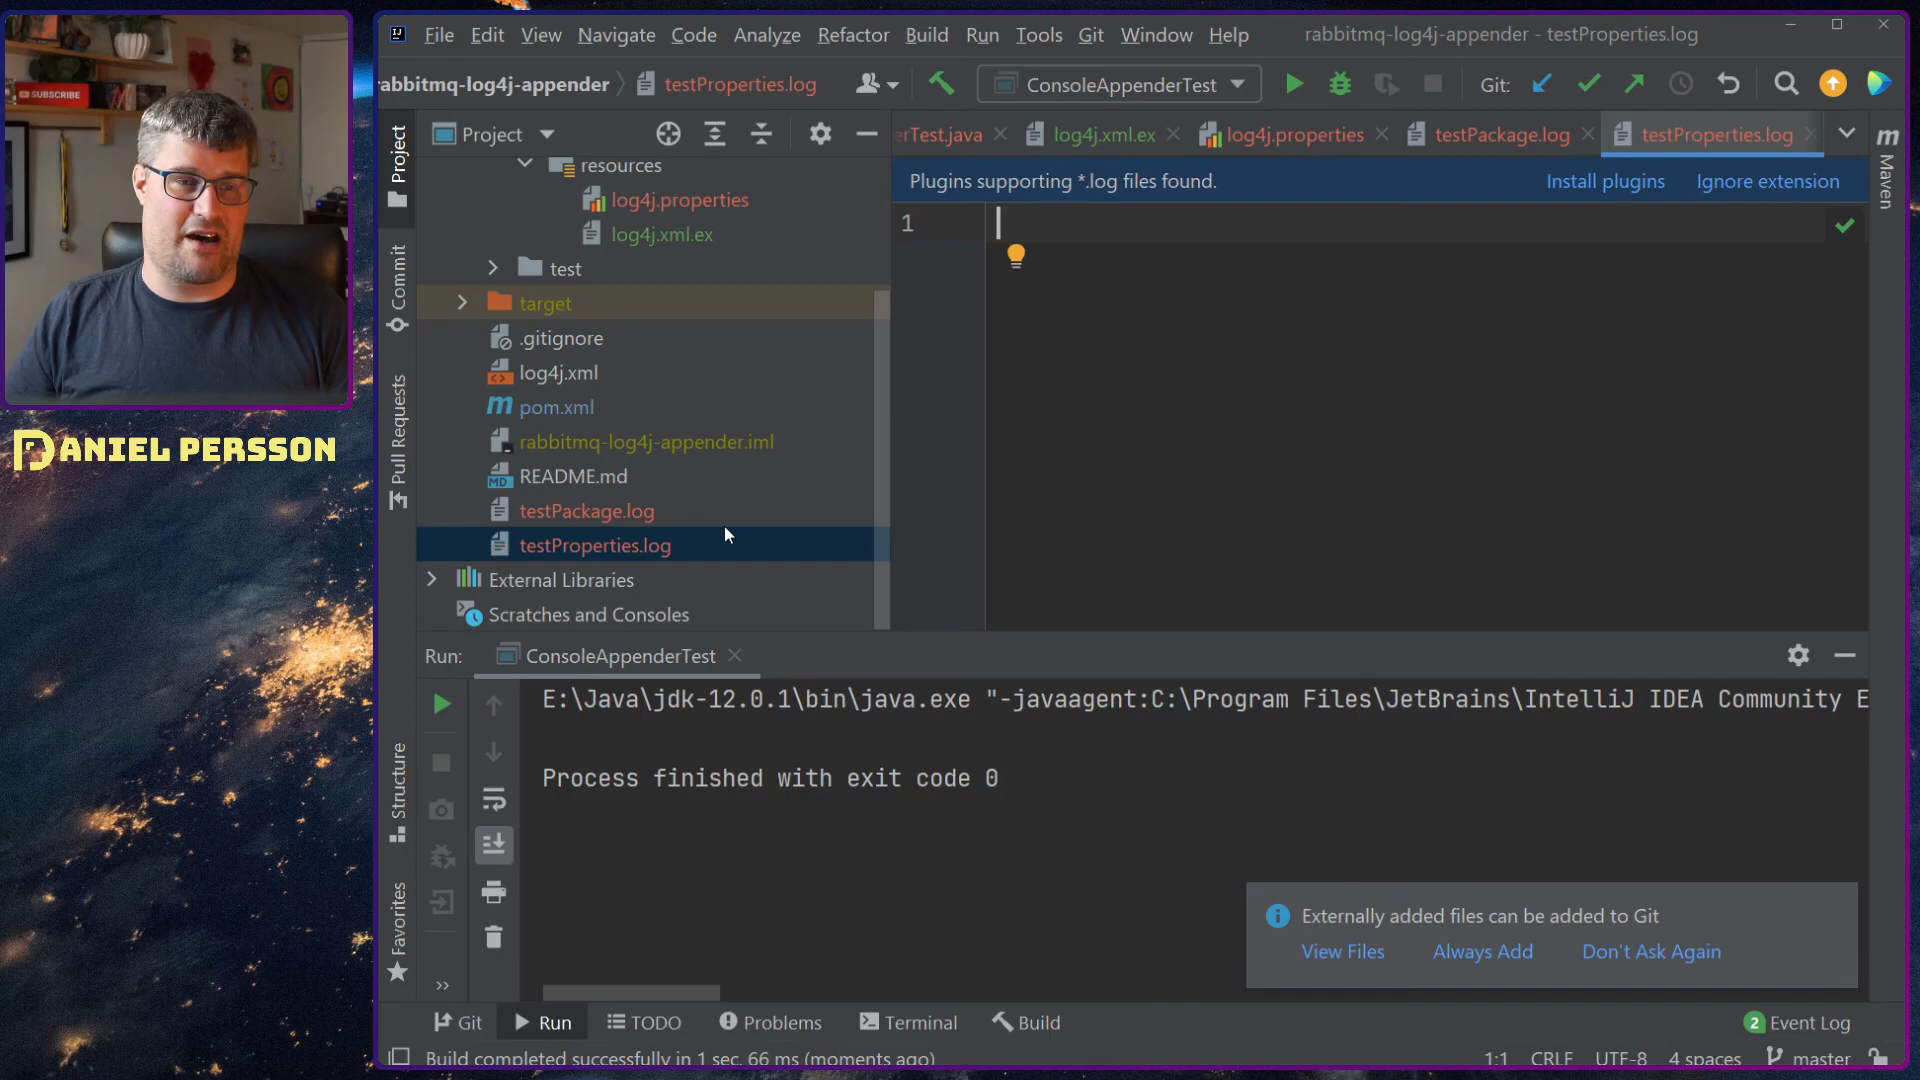 SUBSCRIBE
DANIEL PERSSON
File Edit View Navigate Code Analyze Refactor Build Run Tools Git Window Help rabbitmq-log4j-appender - testProperties.log
rabbitmq-log4j-appender testProperties.log ConsoleAppenderTest Git:
Project
erTest.java log4j.xml.ex log4j.properties testPackage.log testProperties.log
Plugins supporting *.log files found. Install plugins Ignore extension
1
resources
log4j.properties
log4j.xml.ex
test
target
.gitignore
log4j.xml
pom.xml
rabbitmq-log4j-appender.iml
README.md
testPackage.log
testProperties.log
External Libraries
Scratches and Consoles
Project
Commit
Pull Requests
Structure
Favorites
Maven
Run: ConsoleAppenderTest
E:\Java\jdk-12.0.1\bin\java.exe "-javaagent:C:\Program Files\JetBrains\IntelliJ IDEA Community E
Process finished with exit code 0
Externally added files can be added to Git
View Files Always Add Don't Ask Again
Git Run TODO Problems Terminal Build 2 Event Log
Build completed successfully in 1 sec, 66 ms (moments ago) 1:1 CRLF UTF-8 4 spaces master